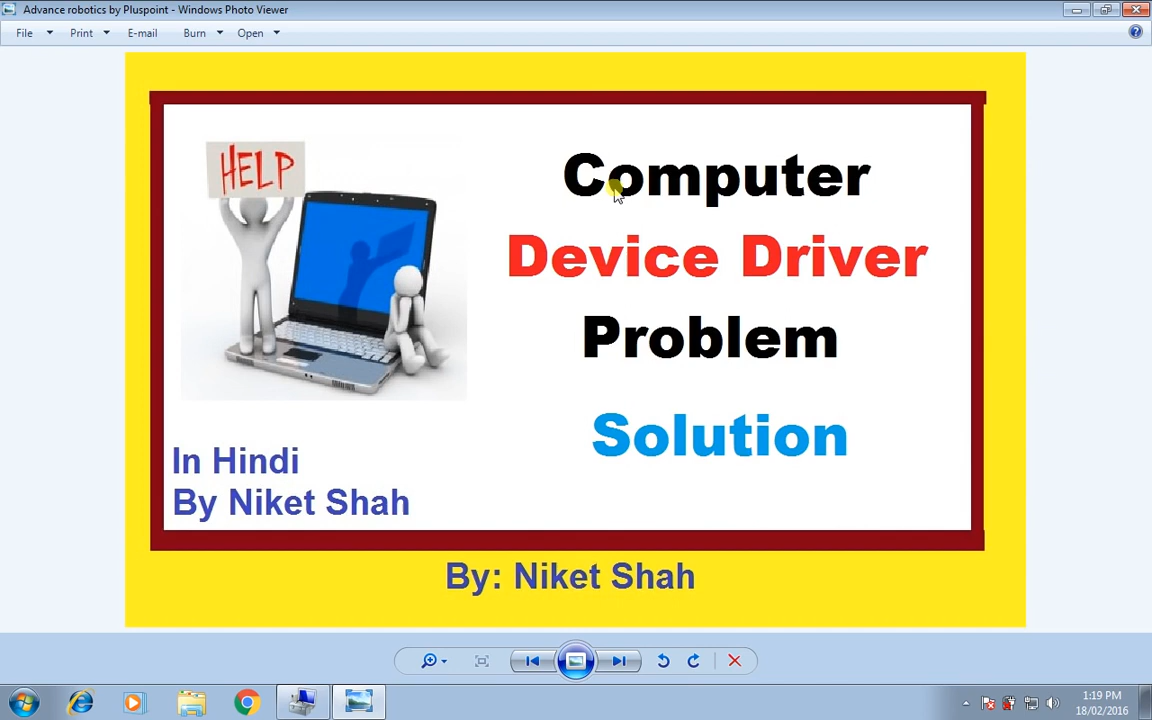 Advance robotics by Pluspoint - Windows Photo Viewer
File Print E-mail Burn Open
HELP
Computer
Device Driver
Problem
Solution
In Hindi
By Niket Shah
By: Niket Shah
1:19 PM
18/02/2016